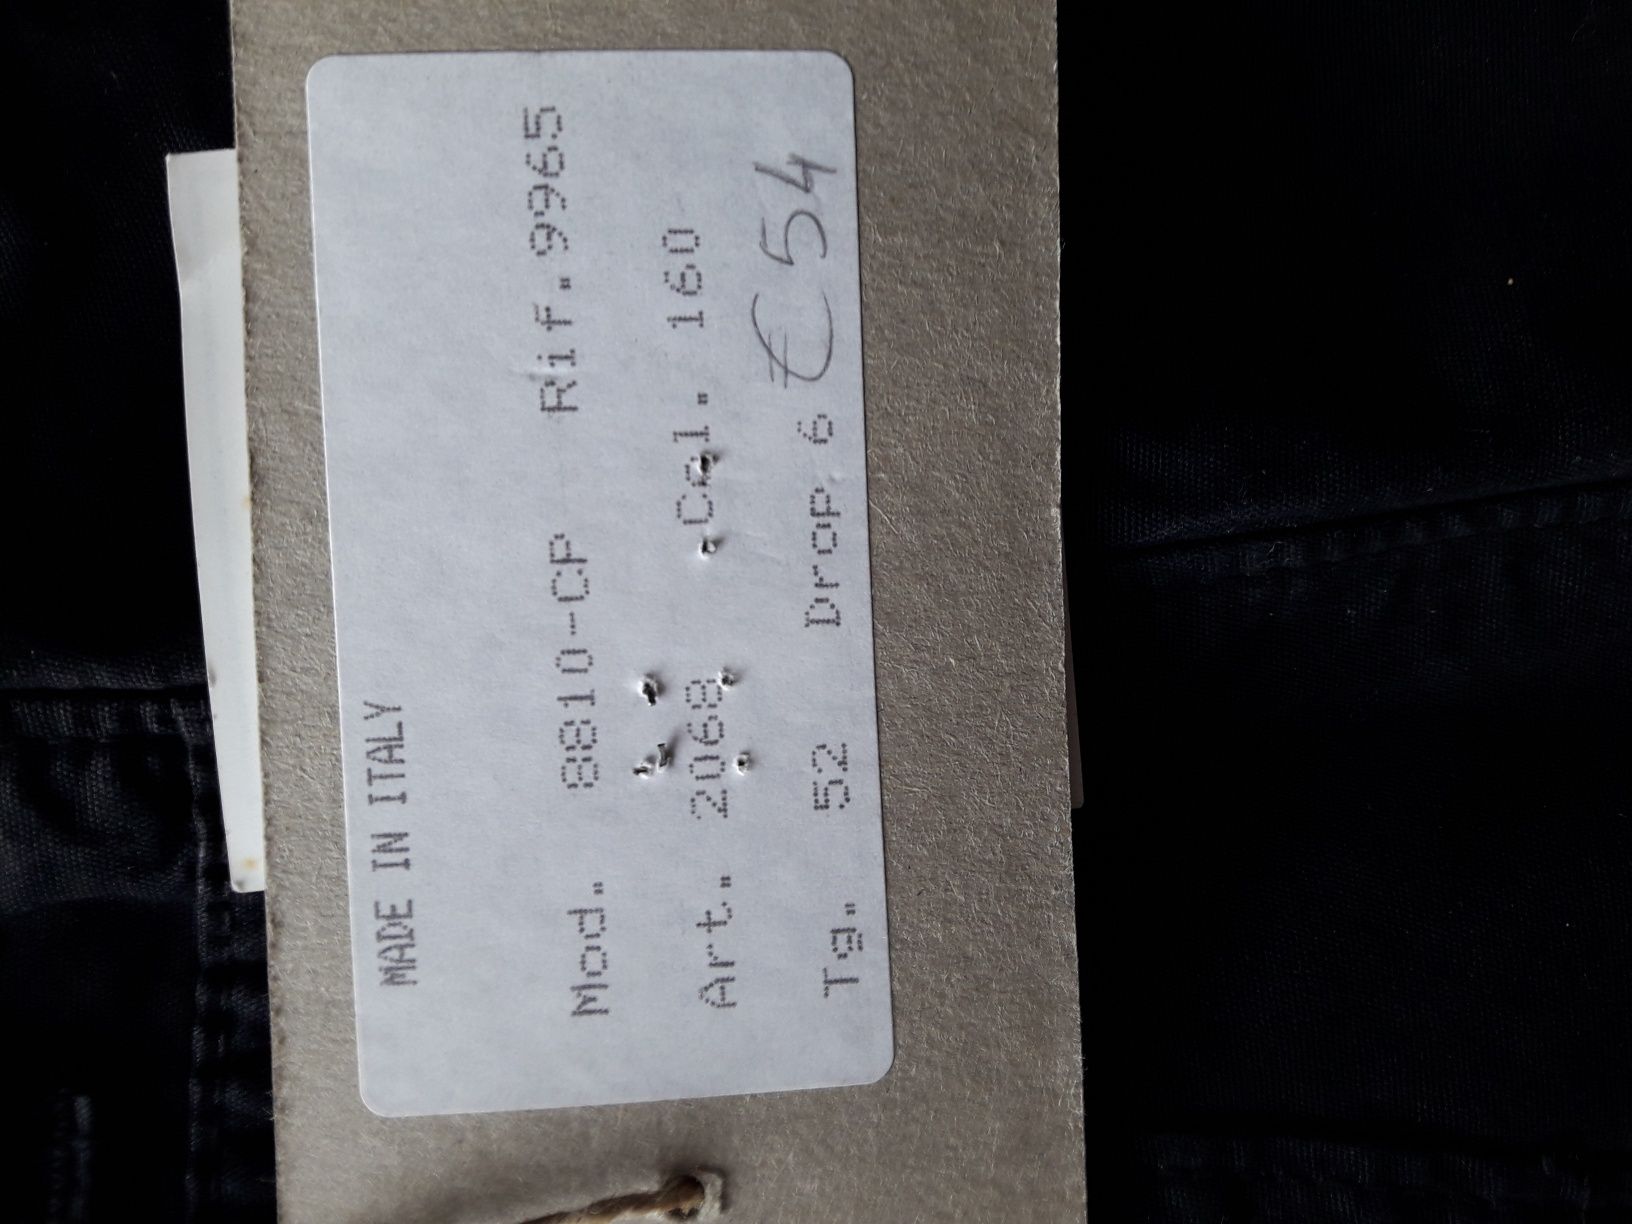 MADE IN ITALY
Mod. 8810-CP Rif.9965
Art. 2068 Col. 160
Tg. 52 Drop 6 € 54